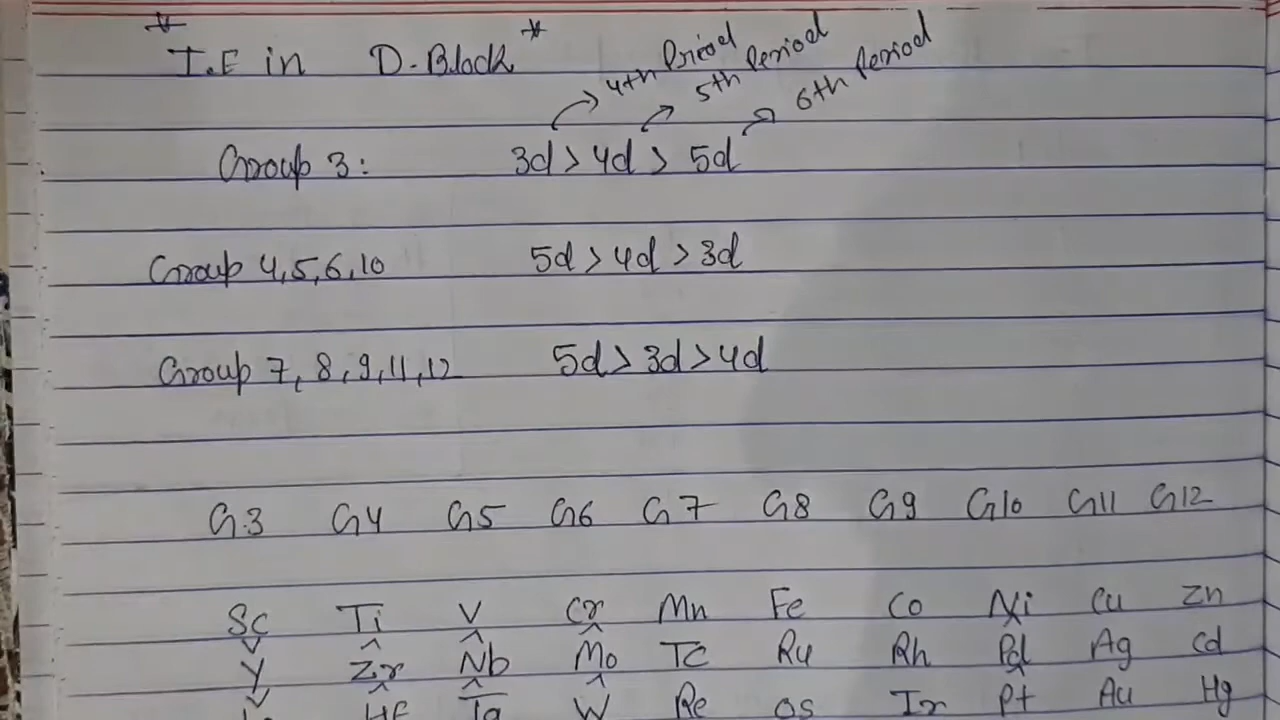 * I.E in D-Block *
4th Priod 5th Period 6th Period
Group 3: 3d > 4d > 5d
Group 4,5,6,10 5d > 4d > 3d
Group 7, 8, 9, 11, 12 5d > 3d > 4d
G3 G4 G5 G6 G7 G8 G9 G10 G11 G12
Sc Ti V Cr Mn Fe Co Ni Cu Zn
Y Zr Nb Mo TC Ru Rh Pd Ag Cd
Hf Ta W Re Os Ir Pt Au Hg